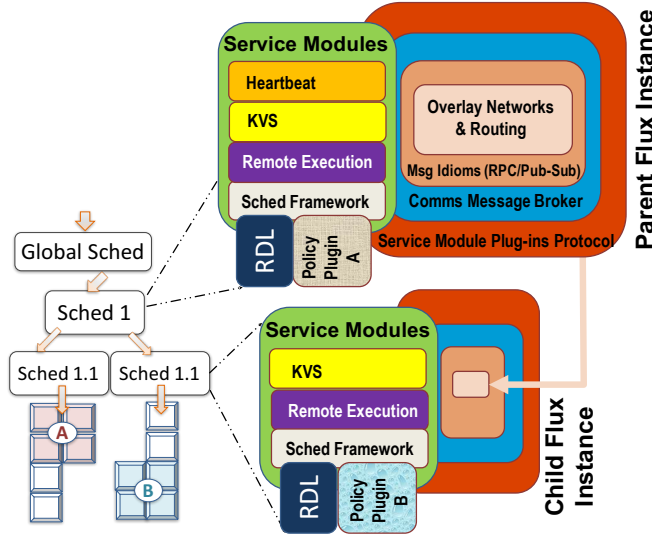 Service Modules
Heartbeat
KVS
Remote Execution
Sched Framework
RDL
Policy
Plugin
A
Overlay Networks
& Routing
Msg Idioms (RPC/Pub-Sub)
Comms Message Broker
Service Module Plug-ins Protocol
Parent Flux Instance
Global Sched
Sched 1
Sched 1.1
Sched 1.1
A
B
Service Modules
KVS
Remote Execution
Sched Framework
RDL
Policy
Plugin
B
Child Flux
Instance